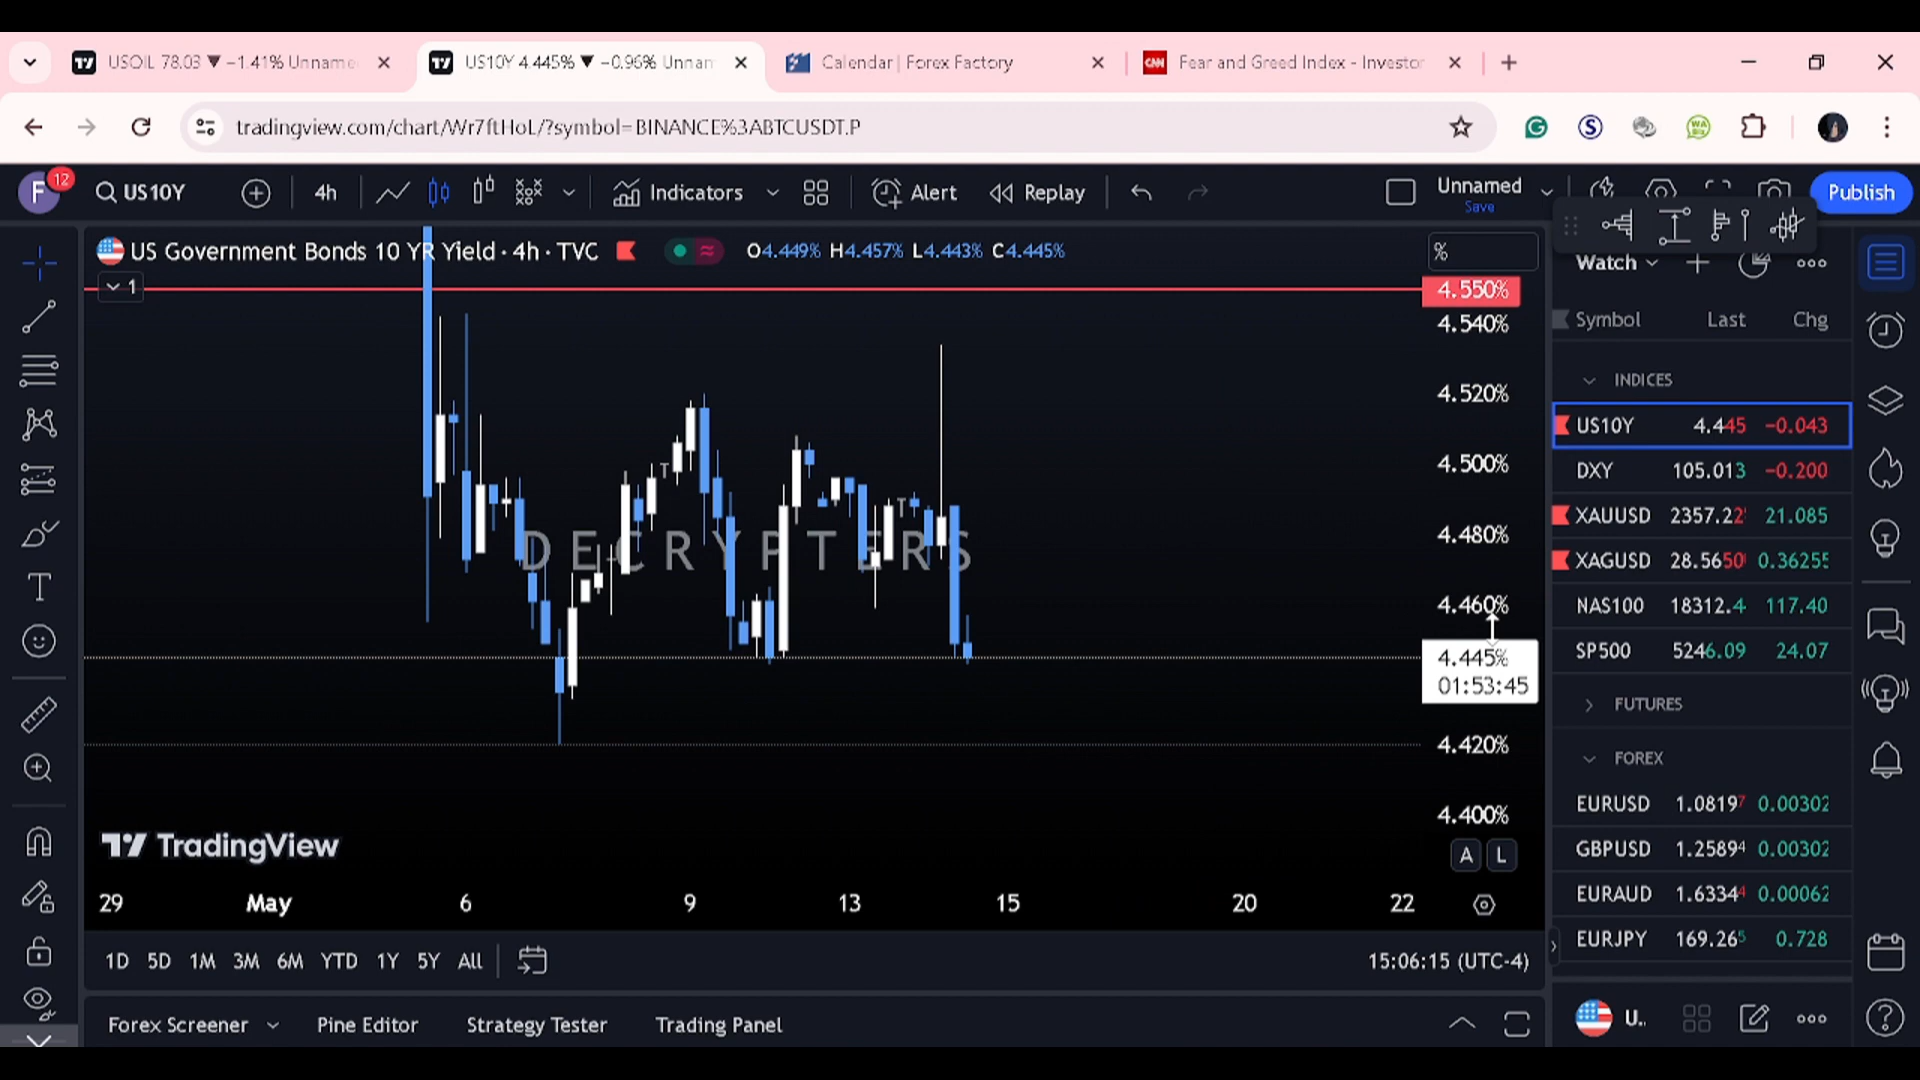 USOIL 78.03 ▼ −1.41% Unname
US10Y 4.445% ▼ −0.96% Unnam
Calendar | Forex Factory
CNN Fear and Greed Index - Investor
tradingview.com/chart/Wr7ftHoL/?symbol=BINANCE%3ABTCUSDT.P
F 12
US10Y
4h
Indicators
Alert
Replay
Unnamed
Save
Publish
US Government Bonds 10 YR Yield · 4h · TVC
O4.449% H4.457% L4.443% C4.445%
%
1
Watch
Symbol Last Chg
4.550%
4.540%
4.520%
4.500%
4.480%
4.460%
4.445%
01:53:45
4.420%
4.400%
A L
DECRYPTERS
INDICES
US10Y 4.445 −0.043
DXY 105.013 −0.200
XAUUSD 2357.22 21.085
XAGUSD 28.5650 0.36255
NAS100 18312.4 117.40
SP500 5246.09 24.07
FUTURES
FOREX
EURUSD 1.08197 0.00302
GBPUSD 1.25894 0.00302
EURAUD 1.63344 0.00062
EURJPY 169.265 0.728
TradingView
29 May 6 9 13 15 20 22
1D 5D 1M 3M 6M YTD 1Y 5Y All
15:06:15 (UTC-4)
Forex Screener
Pine Editor
Strategy Tester
Trading Panel
U..